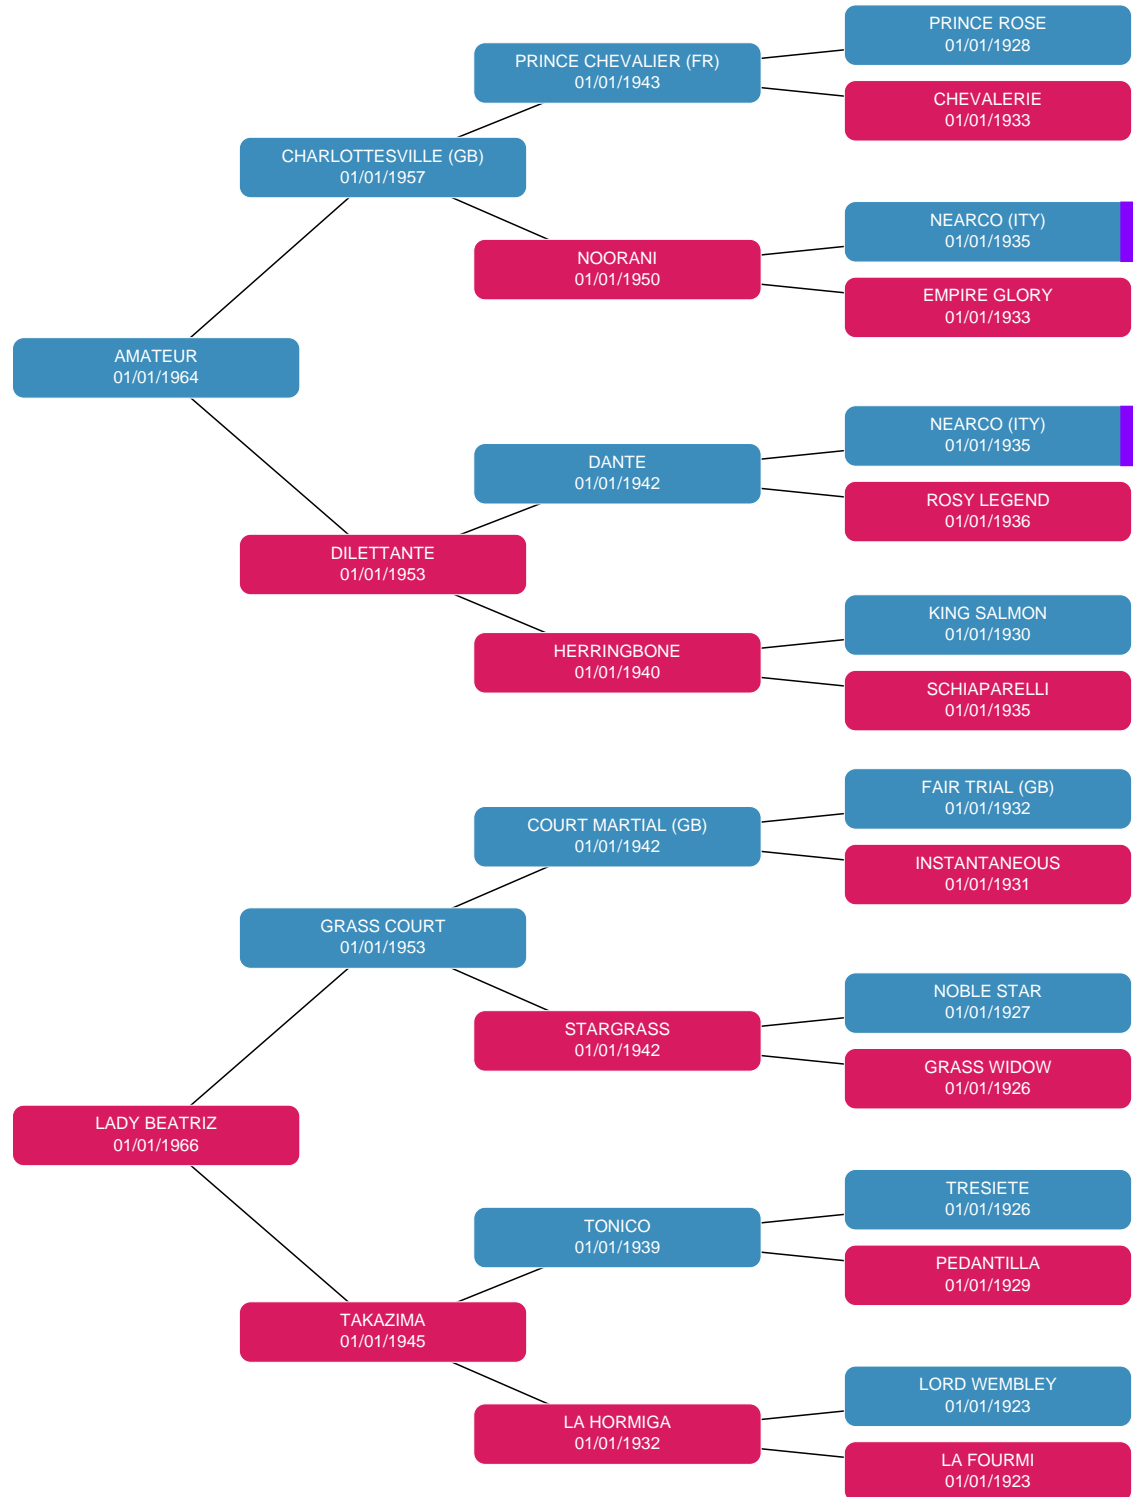 PRINCE ROSE
01/01/1928
PRINCE CHEVALIER (FR)
01/01/1943
CHEVALERIE
01/01/1933
CHARLOTTESVILLE (GB)
01/01/1957
NEARCO (ITY)
01/01/1935
NOORANI
01/01/1950
EMPIRE GLORY
01/01/1933
AMATEUR
01/01/1964
NEARCO (ITY)
01/01/1935
DANTE
01/01/1942
ROSY LEGEND
01/01/1936
DILETTANTE
01/01/1953
KING SALMON
01/01/1930
HERRINGBONE
01/01/1940
SCHIAPARELLI
01/01/1935
FAIR TRIAL (GB)
01/01/1932
COURT MARTIAL (GB)
01/01/1942
INSTANTANEOUS
01/01/1931
GRASS COURT
01/01/1953
NOBLE STAR
01/01/1927
STARGRASS
01/01/1942
GRASS WIDOW
01/01/1926
LADY BEATRIZ
01/01/1966
TRESIETE
01/01/1926
TONICO
01/01/1939
PEDANTILLA
01/01/1929
TAKAZIMA
01/01/1945
LORD WEMBLEY
01/01/1923
LA HORMIGA
01/01/1932
LA FOURMI
01/01/1923